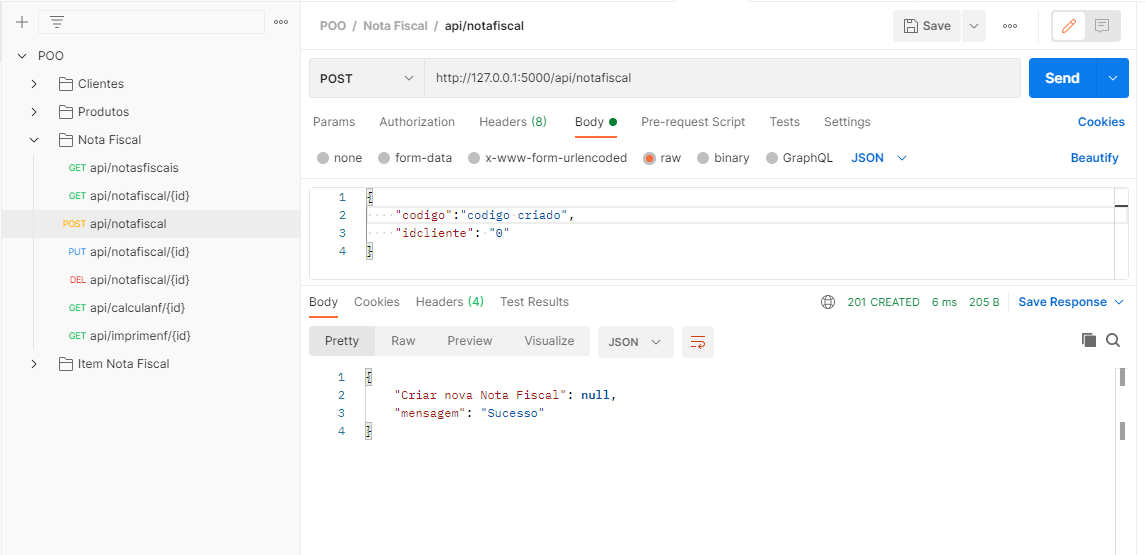 POO / Nota Fiscal / api/notafiscal
Save
POO
Clientes
Produtos
Nota Fiscal
GET api/notasfiscais
GET api/notafiscal/{id}
POST api/notafiscal
PUT api/notafiscal/{id}
DEL api/notafiscal/{id}
GET api/calculanf/{id}
GET api/imprimenf/{id}
Item Nota Fiscal
POST http://127.0.0.1:5000/api/notafiscal Send
Params Authorization Headers (8) Body Pre-request Script Tests Settings Cookies
none form-data x-www-form-urlencoded raw binary GraphQL JSON Beautify
1 {
2 "codigo":"codigo criado",
3 "idcliente": "0"
4 }
Body Cookies Headers (4) Test Results 201 CREATED 6 ms 205 B Save Response
Pretty Raw Preview Visualize JSON
1 {
2 "Criar nova Nota Fiscal": null,
3 "mensagem": "Sucesso"
4 }